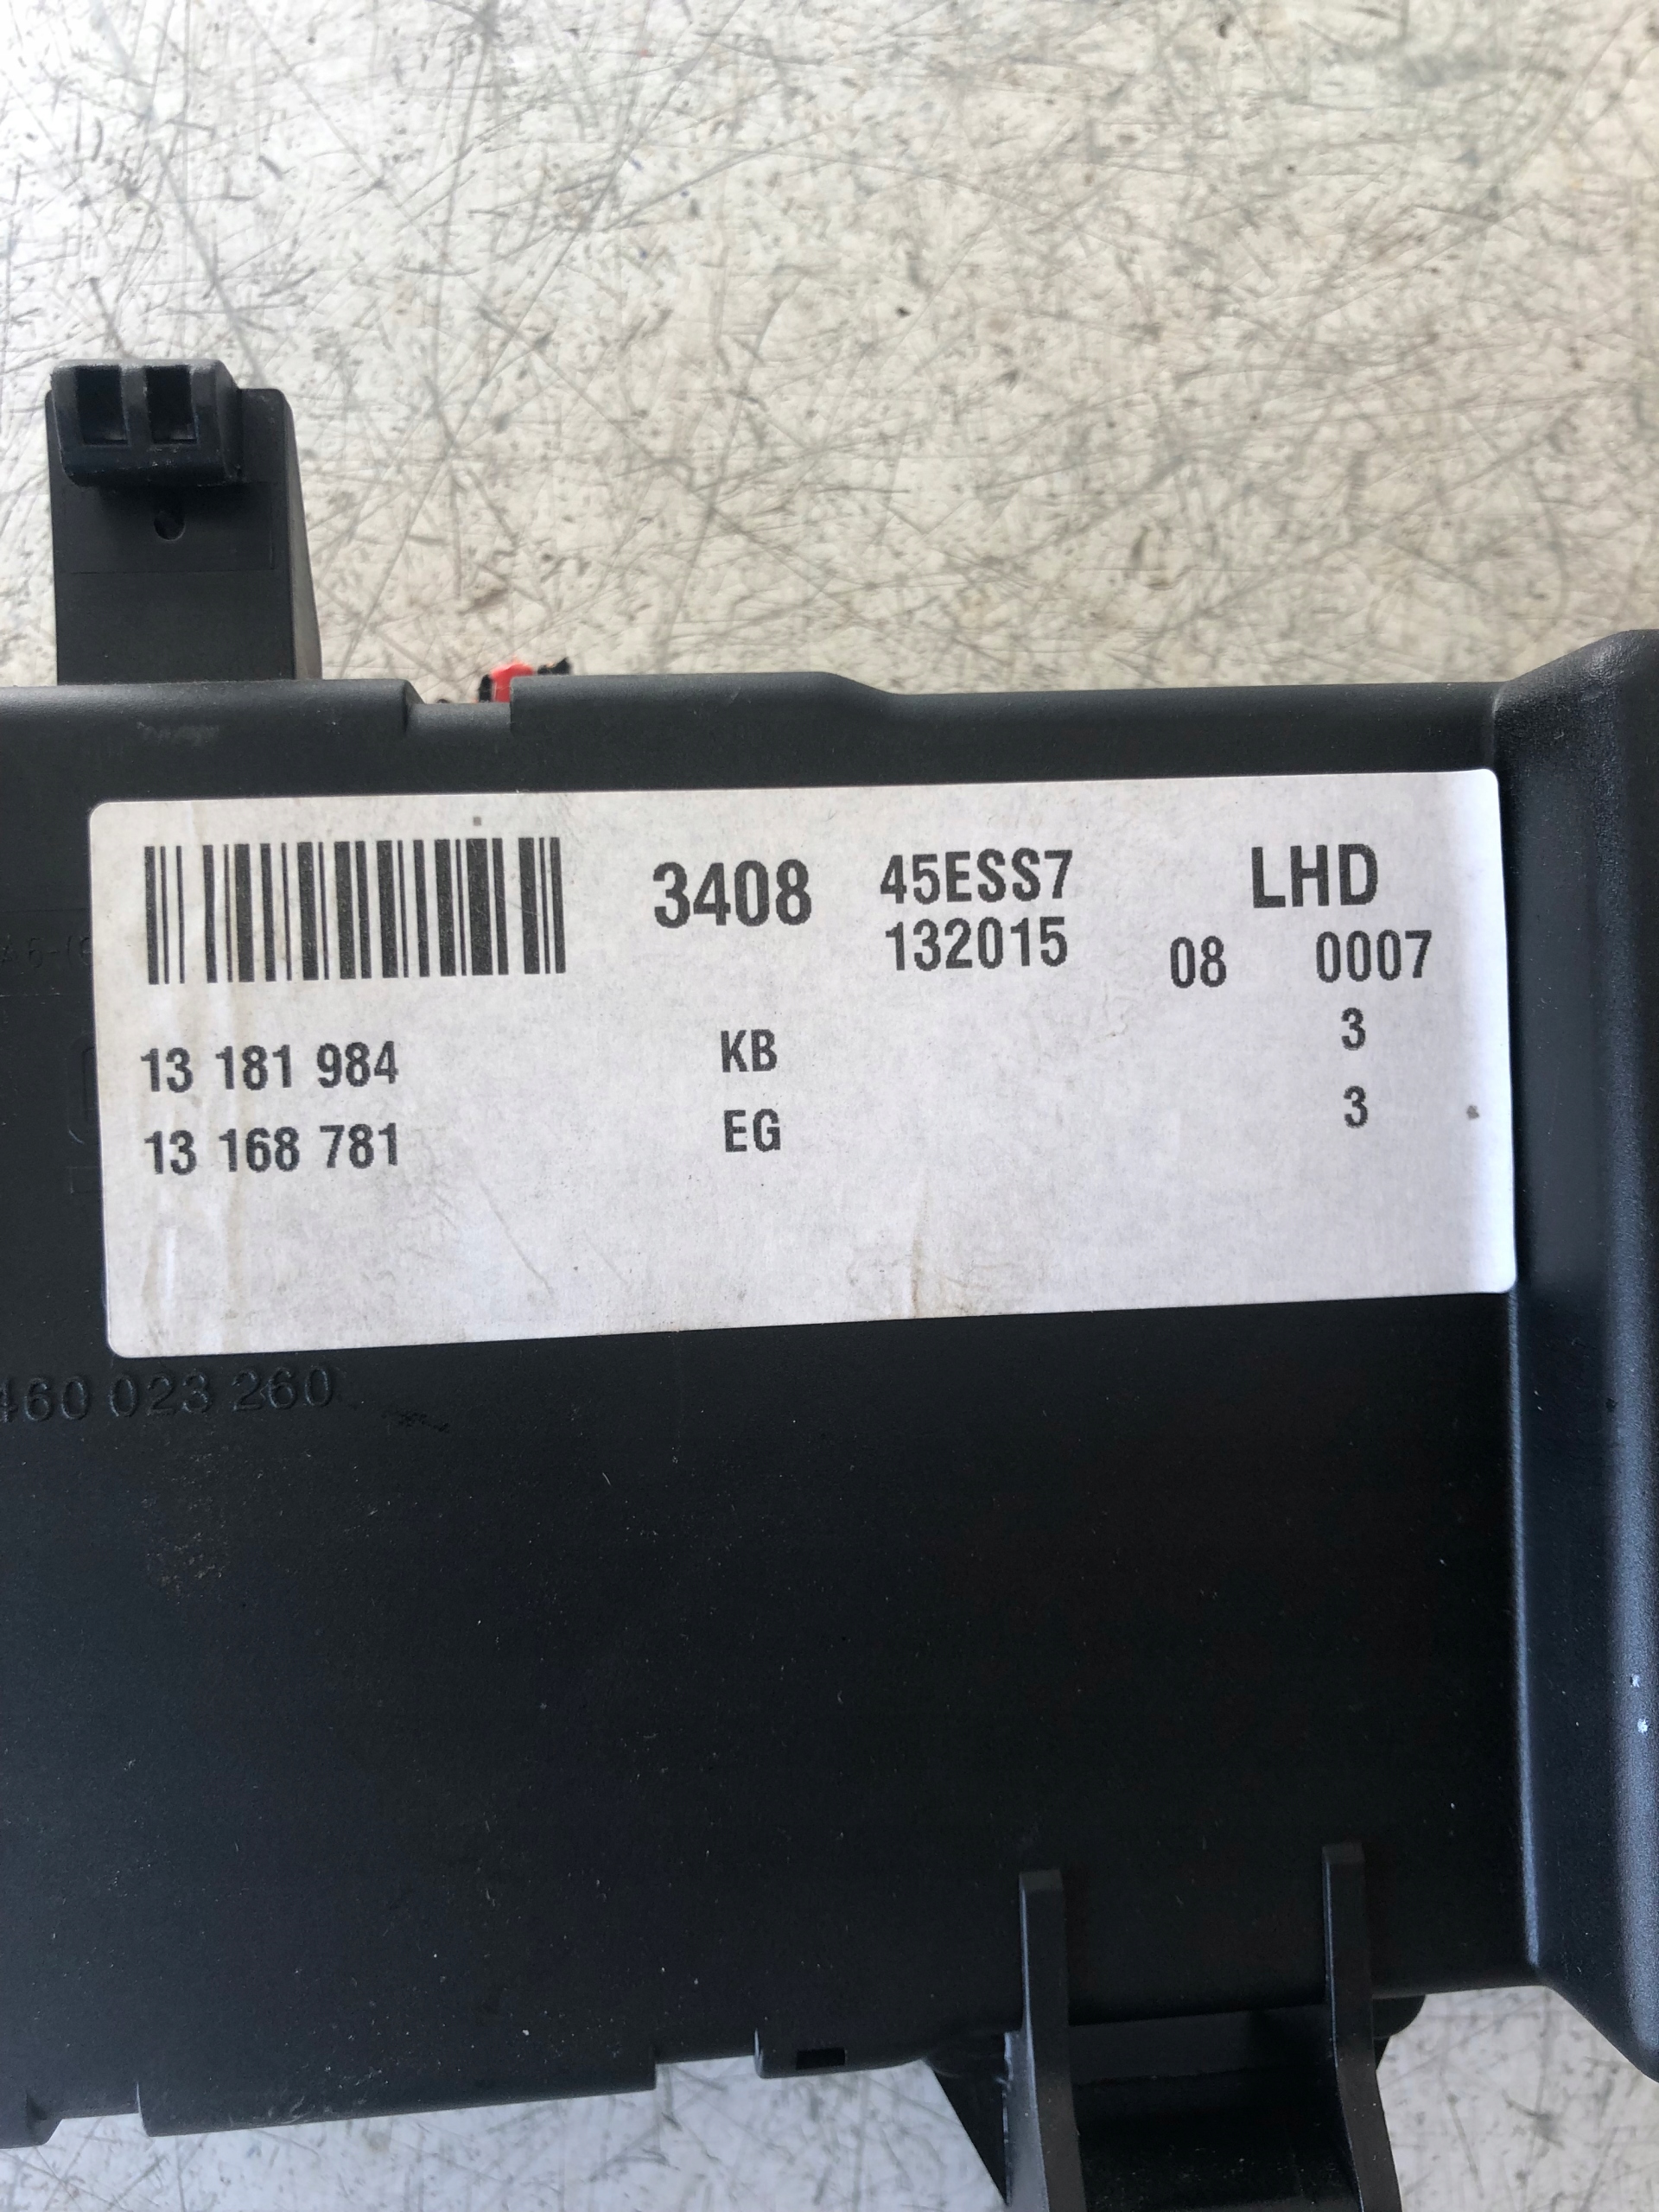 3408 45ESS7 LHD
132015 08 0007
3
13 181 984 KB
3
13 168 781 EG
460 023 260